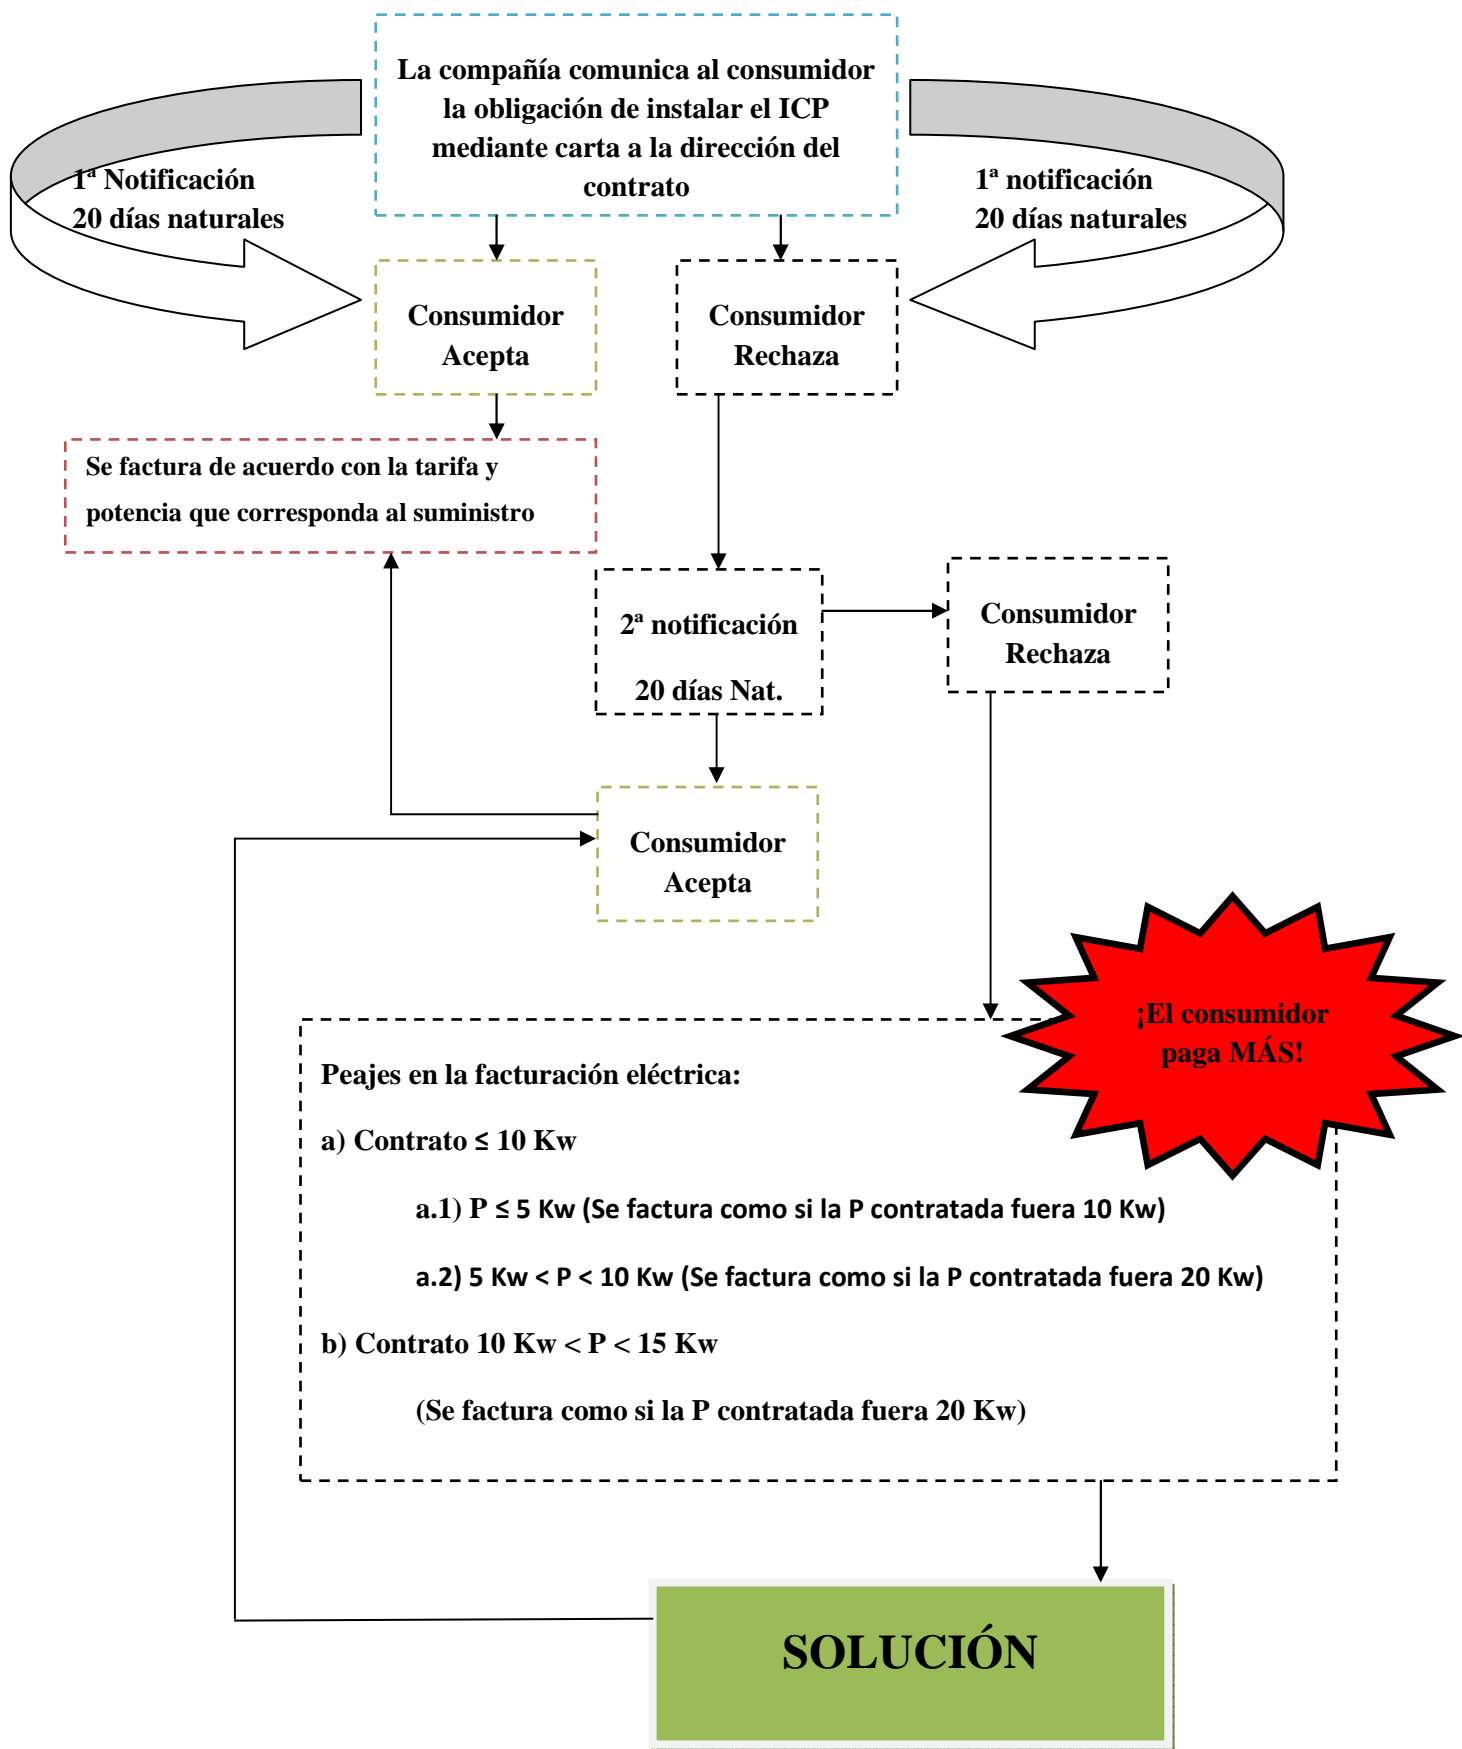 La compañía comunica al consumidor
la obligación de instalar el ICP
mediante carta a la dirección del
contrato
1ª Notificación
20 días naturales
1ª notificación
20 días naturales
Consumidor
Acepta
Consumidor
Rechaza
Se factura de acuerdo con la tarifa y
potencia que corresponda al suministro
2ª notificación
20 días Nat.
Consumidor
Rechaza
Consumidor
Acepta
¡El consumidor
paga MÁS!
Peajes en la facturación eléctrica:
a) Contrato ≤ 10 Kw
a.1) P ≤ 5 Kw (Se factura como si la P contratada fuera 10 Kw)
a.2) 5 Kw < P < 10 Kw (Se factura como si la P contratada fuera 20 Kw)
b) Contrato 10 Kw < P < 15 Kw
(Se factura como si la P contratada fuera 20 Kw)
SOLUCIÓN